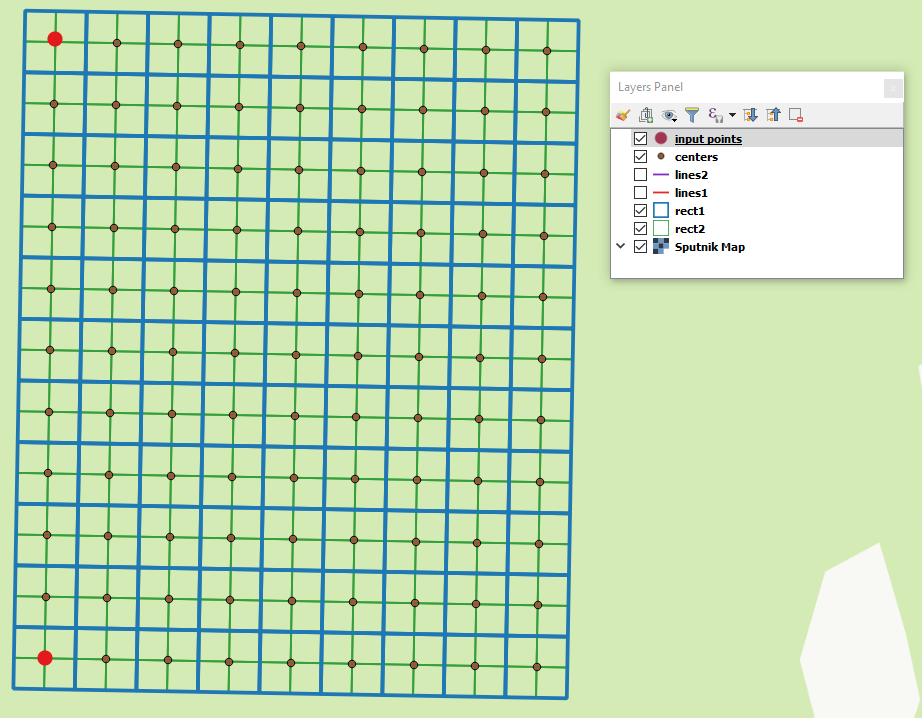 Layers Panel
input points
centers
lines2
lines1
rect1
rect2
Sputnik Map